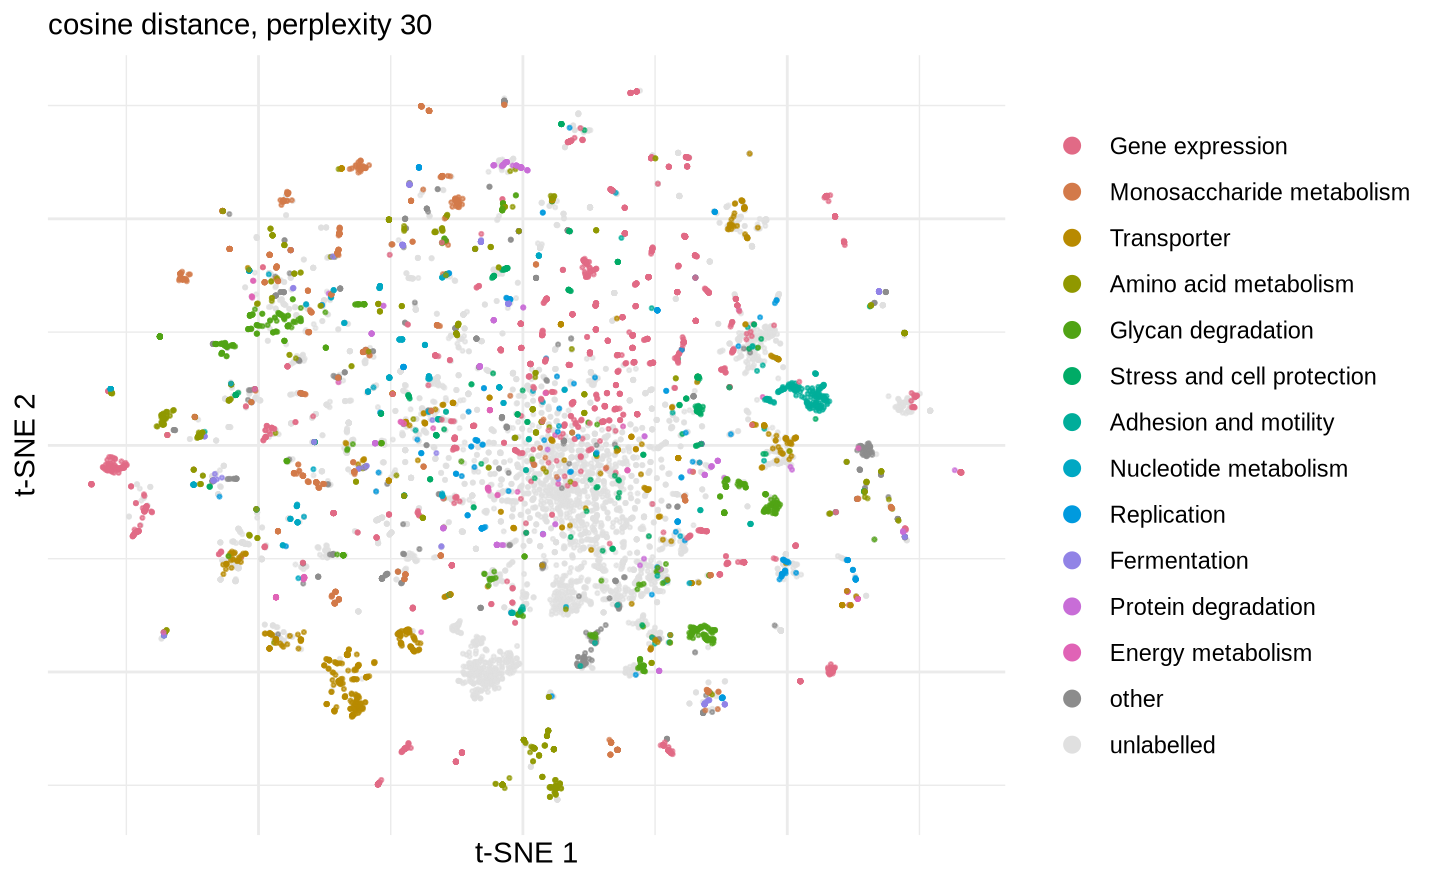 cosine distance, perplexity 30
t-SNE 2
t-SNE 1
Gene expression
Monosaccharide metabolism
Transporter
Amino acid metabolism
Glycan degradation
Stress and cell protection
Adhesion and motility
Nucleotide metabolism
Replication
Fermentation
Protein degradation
Energy metabolism
other
unlabelled